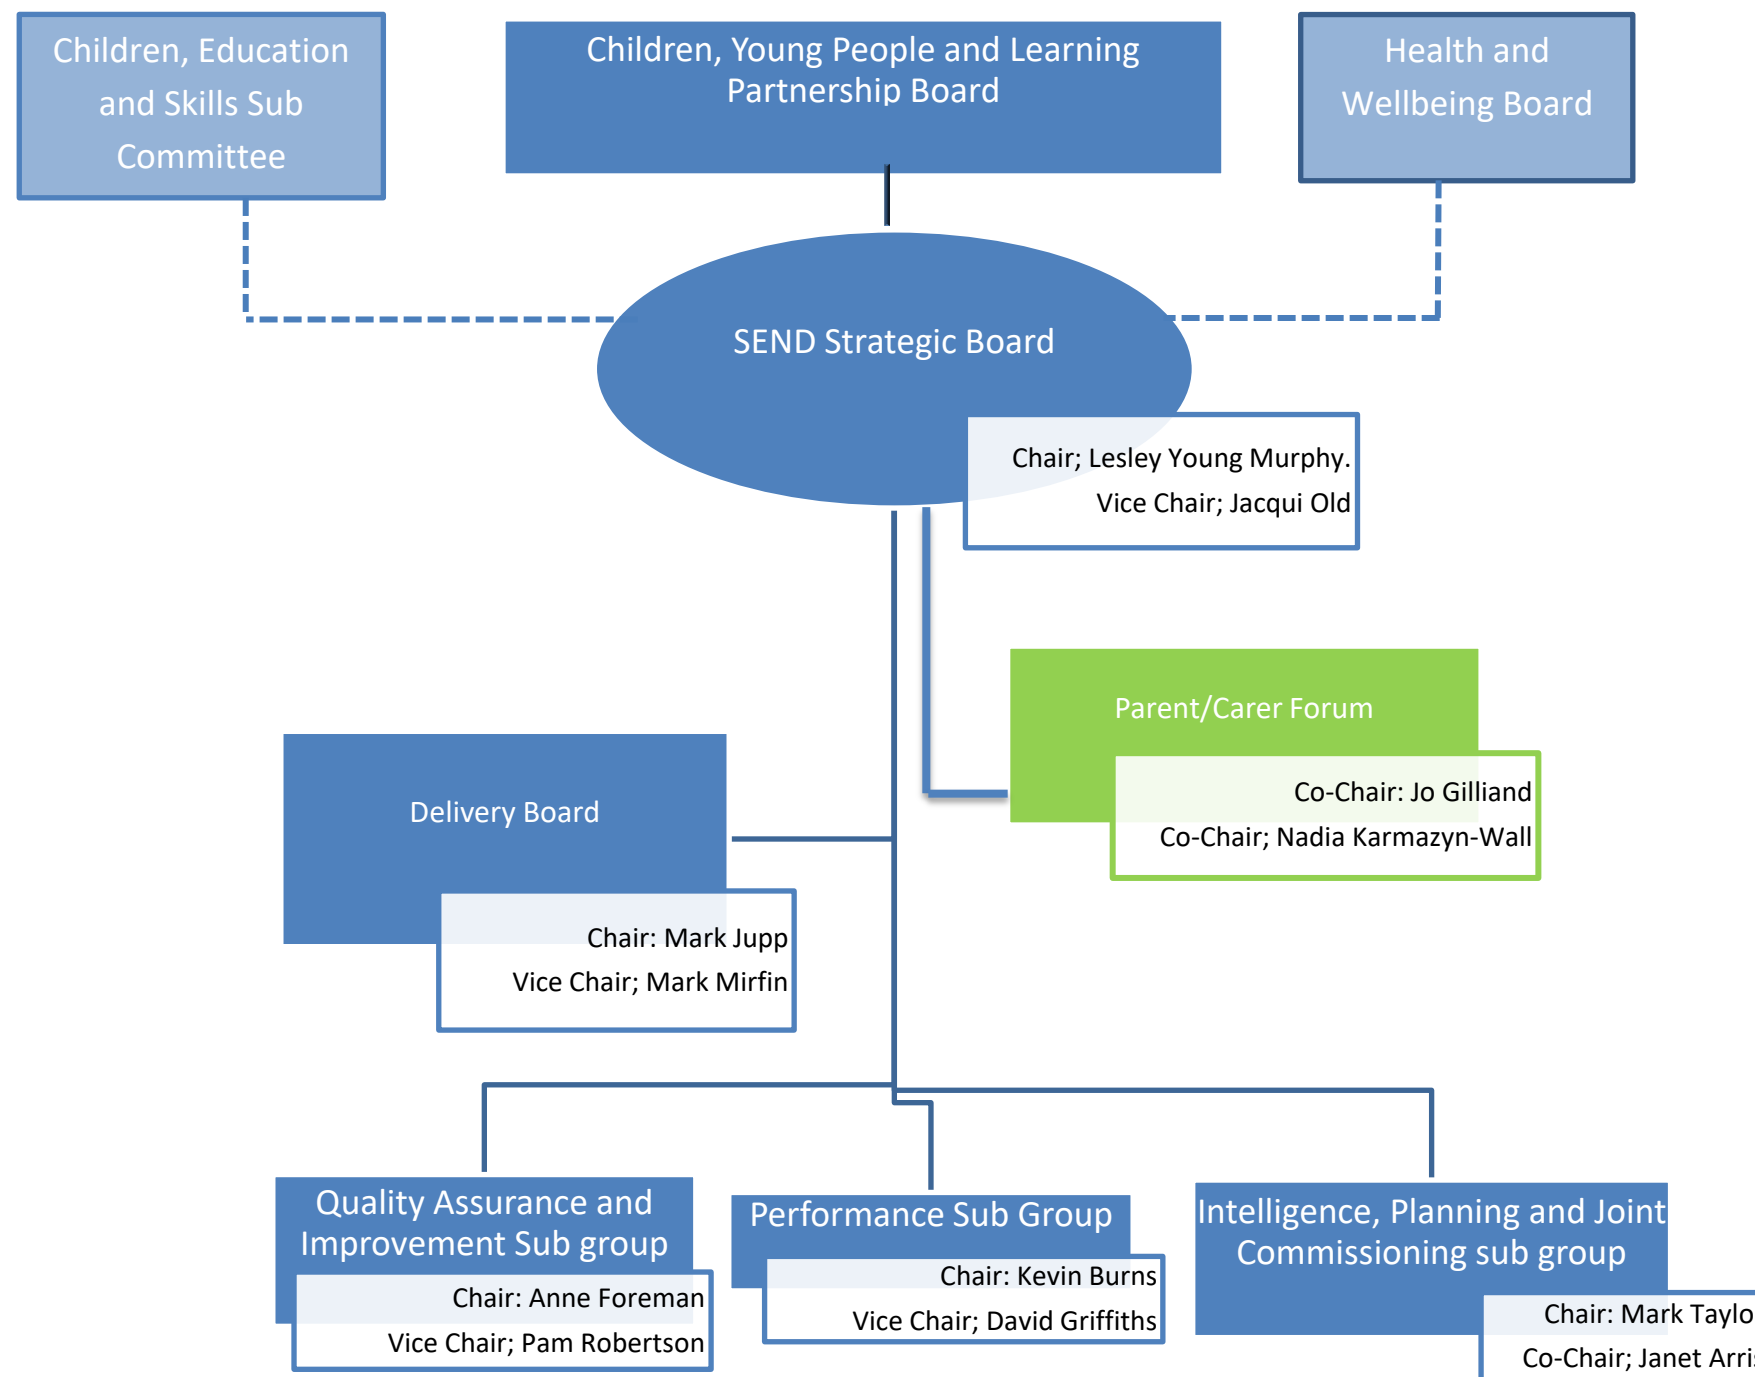 Children, Education
and Skills Sub
Committee
Children, Young People and Learning
Partnership Board
Health and
Wellbeing Board
SEND Strategic Board
Chair; Lesley Young Murphy.
Vice Chair; Jacqui Old
Parent/Carer Forum
Co-Chair: Jo Gilliand
Co-Chair; Nadia Karmazyn-Wall
Delivery Board
Chair: Mark Jupp
Vice Chair; Mark Mirfin
Quality Assurance and
Improvement Sub group
Chair: Anne Foreman
Vice Chair; Pam Robertson
Performance Sub Group
Chair: Kevin Burns
Vice Chair; David Griffiths
Intelligence, Planning and Joint
Commissioning sub group
Chair: Mark
Co-Chair; Janet